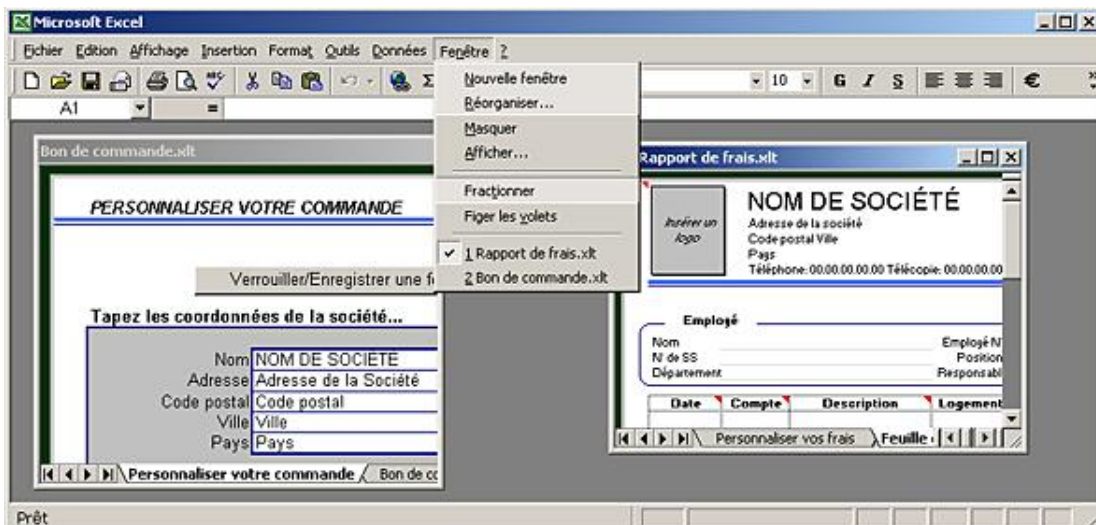 Microsoft Excel
Fichier Edition Affichage Insertion Format Outils Données Fenêtre ?
10 G I S €
A1 =
Nouvelle fenêtre
Réorganiser...
Masquer
Afficher...
Fractionner
Figer les volets
1 Rapport de frais.xlt
2 Bon de commande.xlt
Bon de commande.xlt
PERSONNALISER VOTRE COMMANDE
Verrouiller/Enregistrer une f
Tapez les coordonnées de la société...
Nom NOM DE SOCIÉTÉ
Adresse Adresse de la Société
Code postal Code postal
Ville Ville
Pays Pays
Personnaliser votre commande Bon de co
Rapport de frais.xlt
Insérer un
logo
NOM DE SOCIÉTÉ
Adresse de la société
Code postal Ville
Pays
Téléphone: 00.00.00.00.00 Télécopie: 00.00.00.00
Employé
Nom Employé N°
N° de SS Position
Département Responsabl
Date Compte Description Logement
Personnaliser vos frais Feuille
Prêt